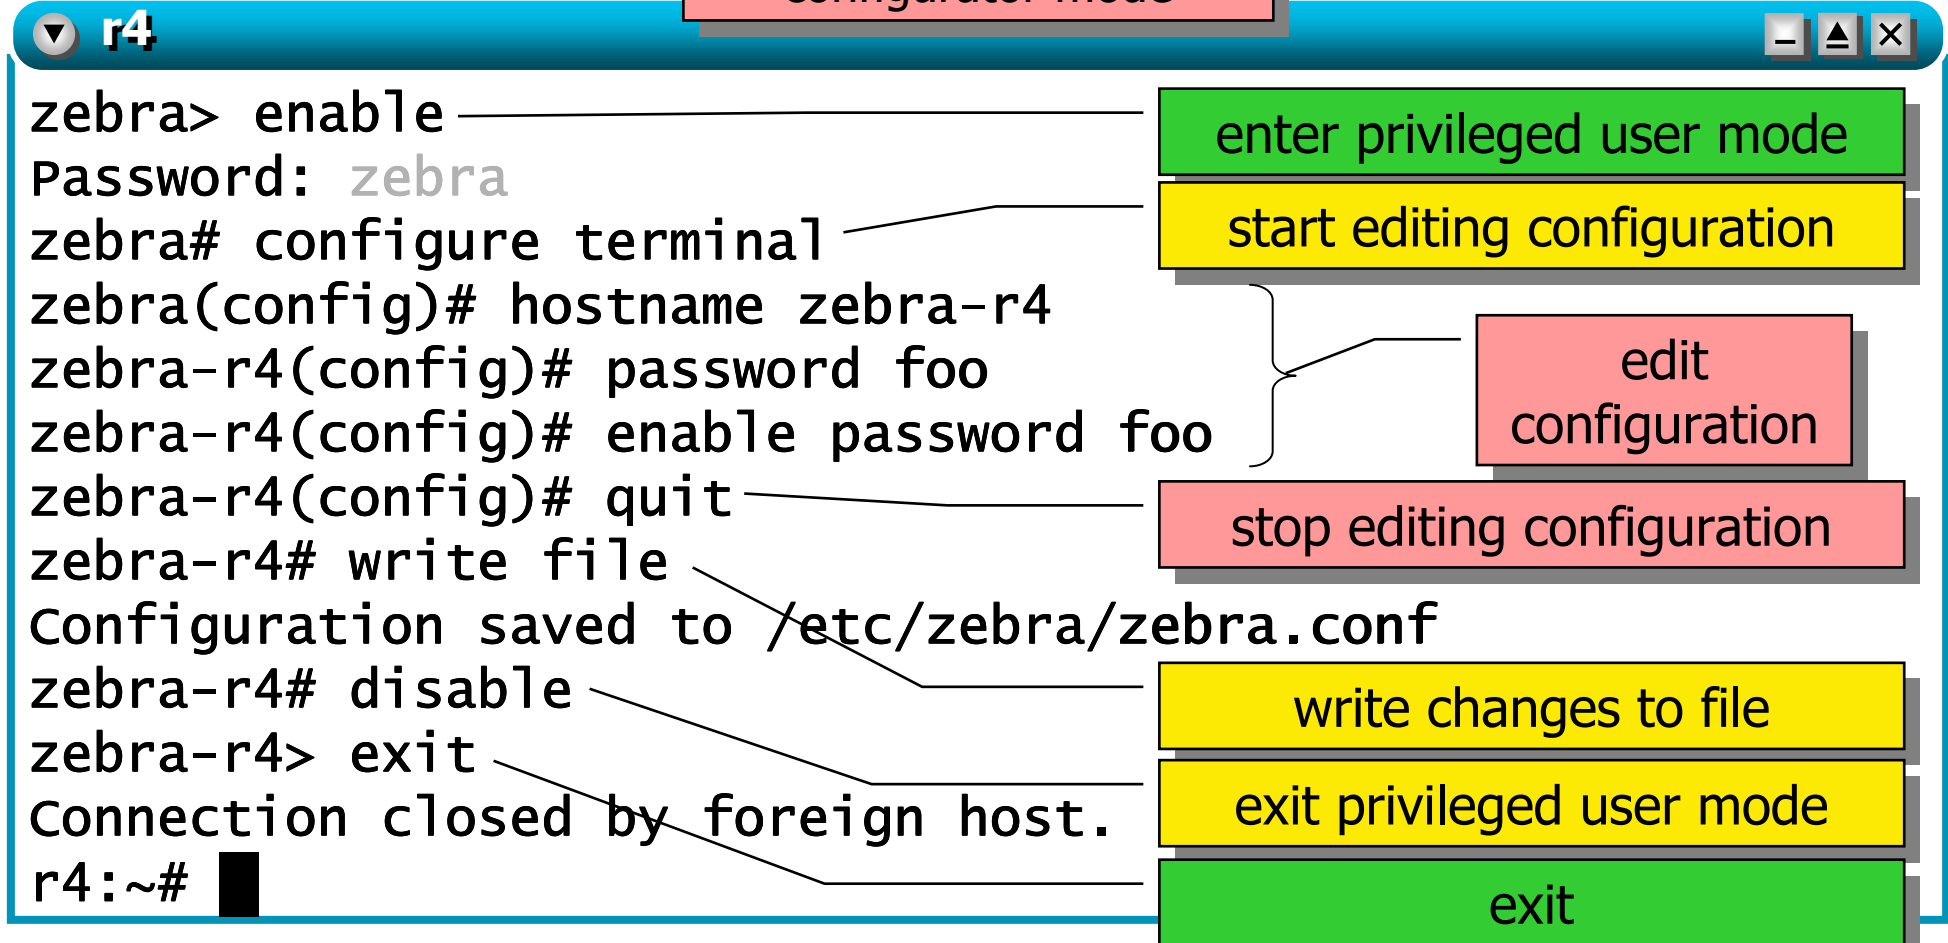 configurator mode
r4
zebra> enable
enter privileged user mode
Password: zebra
zebra# configure terminal
start editing configuration
zebra(config)# hostname zebra-r4
zebra-r4(config)# password foo
zebra-r4(config)# enable password foo
edit
configuration
zebra-r4(config)# quit
stop editing configuration
zebra-r4# write file
Configuration saved to /etc/zebra/zebra.conf
zebra-r4# disable
write changes to file
zebra-r4> exit
exit privileged user mode
Connection closed by foreign host.
r4:~#
exit